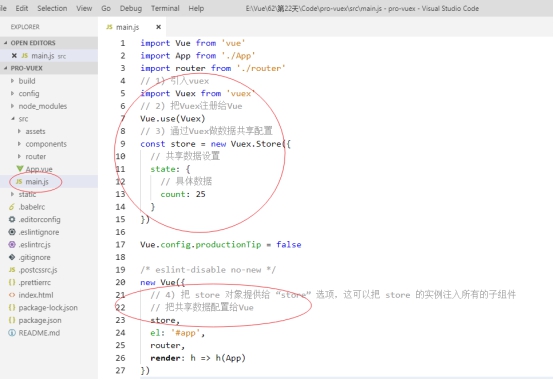 ile Edit Selection View Go Debug Terminal Help E:\Vue\62\第22天\Code\pro-vuex\src\main.js - pro-vuex - Visual Studio Code
EXPLORER
OPEN EDITORS
JS main.js src
PRO-VUEX
build
config
node_modules
src
assets
components
router
App.vue
JS main.js
static
.babelrc
.editorconfig
.eslintignore
.eslintrc.js
.gitignore
.postcssrc.js
.prettierrc
index.html
package-lock.json
package.json
README.md
JS main.js
1 import Vue from 'vue'
2 import App from './App'
3 import router from './router'
4 // 1) 引入vuex
5 import Vuex from 'vuex'
6 // 2) 把Vuex注册给Vue
7 Vue.use(Vuex)
8 // 3) 通过Vuex做数据共享配置
9 const store = new Vuex.Store({
10 // 共享数据设置
11 state: {
12 // 具体数据
13 count: 25
14 }
15 })
16
17 Vue.config.productionTip = false
18
19 /* eslint-disable no-new */
20 new Vue({
21 // 4) 把 store 对象提供给 “store” 选项，这可以把 store 的实例注入所有的子组件
22 // 把共享数据配置给Vue
23 store,
24 el: '#app',
25 router,
26 render: h => h(App)
27 })